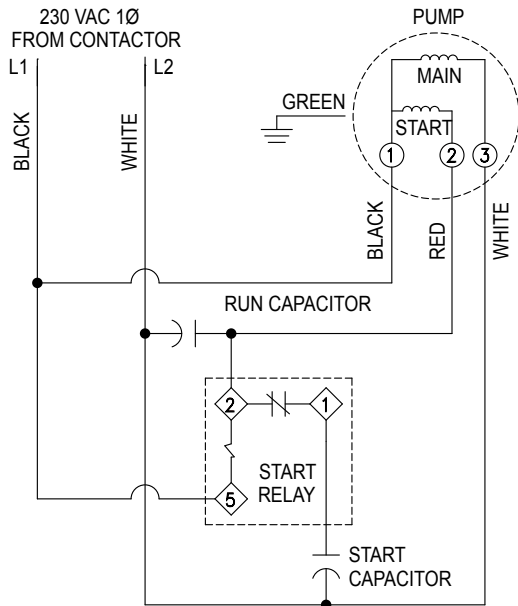 230 VAC 1Ø
FROM CONTACTOR
L1
L2
BLACK
WHITE
PUMP
MAIN
START
GREEN
1
2
3
BLACK
RED
WHITE
RUN CAPACITOR
2
1
START
RELAY
5
START
CAPACITOR